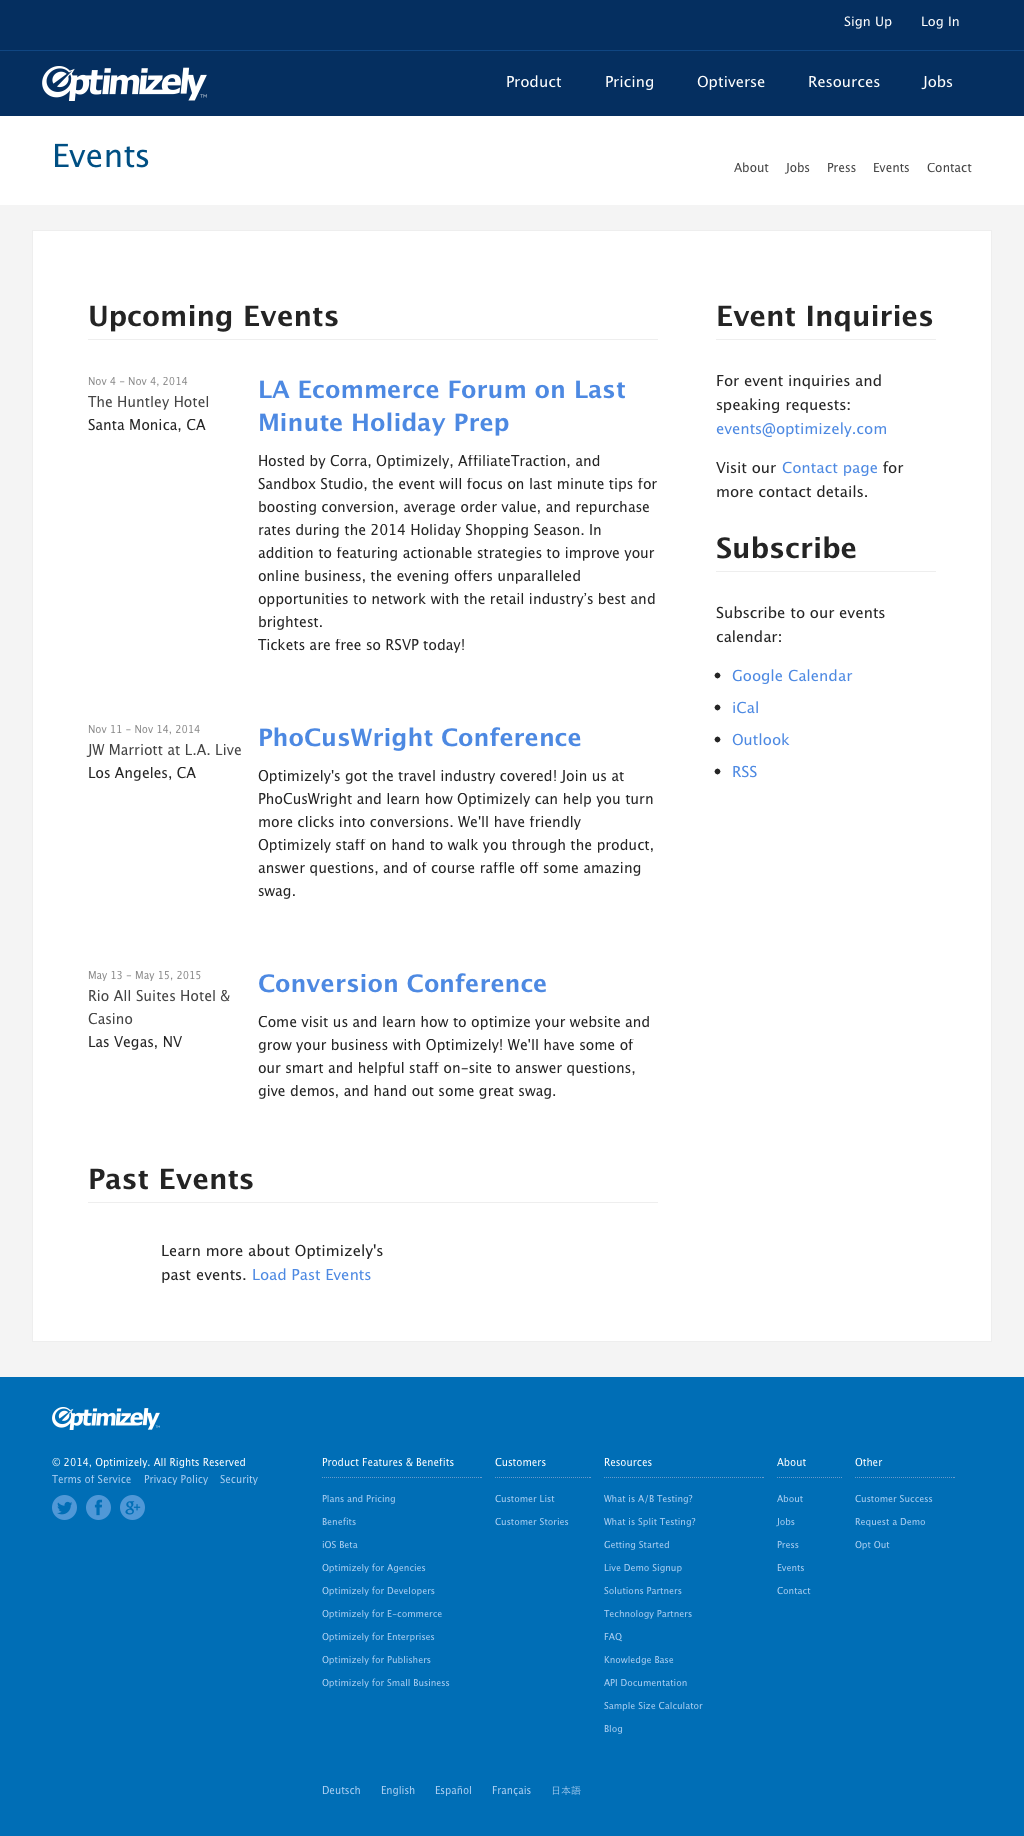 Sign Up Log In
Optimizely™
Product Pricing Optiverse Resources Jobs
Events
About Jobs Press Events Contact
Upcoming Events
Nov 4 – Nov 4, 2014
The Huntley Hotel
Santa Monica, CA
LA Ecommerce Forum on Last
Minute Holiday Prep
Hosted by Corra, Optimizely, AffiliateTraction, and
Sandbox Studio, the event will focus on last minute tips for
boosting conversion, average order value, and repurchase
rates during the 2014 Holiday Shopping Season. In
addition to featuring actionable strategies to improve your
online business, the evening offers unparalleled
opportunities to network with the retail industry’s best and
brightest.
Tickets are free so RSVP today!
Nov 11 – Nov 14, 2014
JW Marriott at L.A. Live
Los Angeles, CA
PhoCusWright Conference
Optimizely's got the travel industry covered! Join us at
PhoCusWright and learn how Optimizely can help you turn
more clicks into conversions. We'll have friendly
Optimizely staff on hand to walk you through the product,
answer questions, and of course raffle off some amazing
swag.
May 13 – May 15, 2015
Rio All Suites Hotel &
Casino
Las Vegas, NV
Conversion Conference
Come visit us and learn how to optimize your website and
grow your business with Optimizely! We'll have some of
our smart and helpful staff on-site to answer questions,
give demos, and hand out some great swag.
Past Events
Learn more about Optimizely's
past events. Load Past Events
Event Inquiries
For event inquiries and
speaking requests:
events@optimizely.com
Visit our Contact page for
more contact details.
Subscribe
Subscribe to our events
calendar:
Google Calendar
iCal
Outlook
RSS
Optimizely
© 2014, Optimizely. All Rights Reserved
Terms of Service Privacy Policy Security
Product Features & Benefits
Plans and Pricing
Benefits
iOS Beta
Optimizely for Agencies
Optimizely for Developers
Optimizely for E-commerce
Optimizely for Enterprises
Optimizely for Publishers
Optimizely for Small Business
Customers
Customer List
Customer Stories
Resources
What is A/B Testing?
What is Split Testing?
Getting Started
Live Demo Signup
Solutions Partners
Technology Partners
FAQ
Knowledge Base
API Documentation
Sample Size Calculator
Blog
About
About
Jobs
Press
Events
Contact
Other
Customer Success
Request a Demo
Opt Out
Deutsch English Español Français 日本語